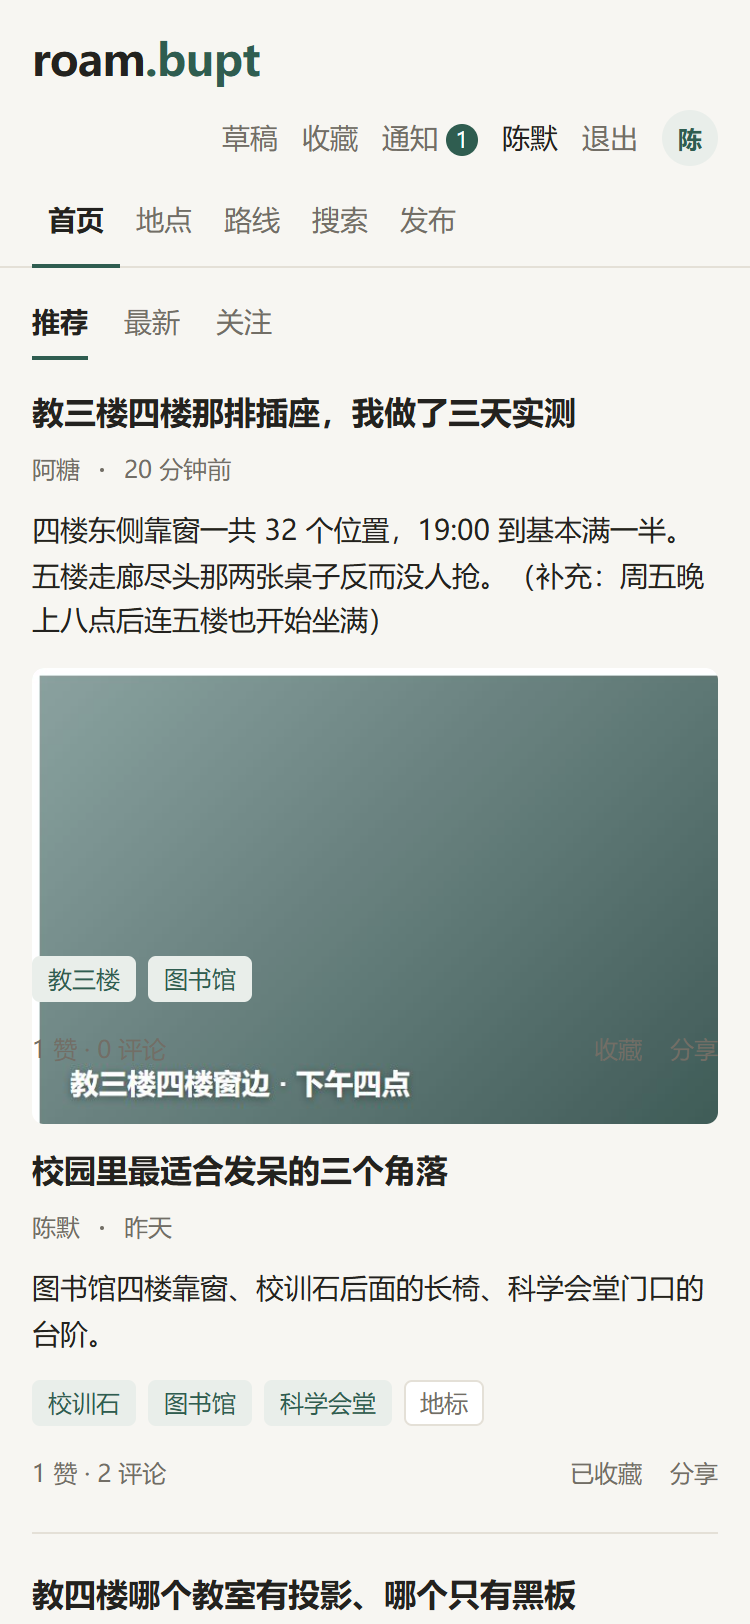 roam.bupt
草稿 收藏 通知 1 陈默 退出 陈
首页 地点 路线 搜索 发布
推荐 最新 关注
教三楼四楼那排插座，我做了三天实测
阿糖 · 20 分钟前
四楼东侧靠窗一共 32 个位置，19:00 到基本满一半。
五楼走廊尽头那两张桌子反而没人抢。（补充：周五晚
上八点后连五楼也开始坐满）
教三楼 图书馆
1 赞 · 0 评论 收藏 分享
教三楼四楼窗边 · 下午四点
校园里最适合发呆的三个角落
陈默 · 昨天
图书馆四楼靠窗、校训石后面的长椅、科学会堂门口的
台阶。
校训石 图书馆 科学会堂 地标
1 赞 · 2 评论 已收藏 分享
教四楼哪个教室有投影、哪个只有黑板